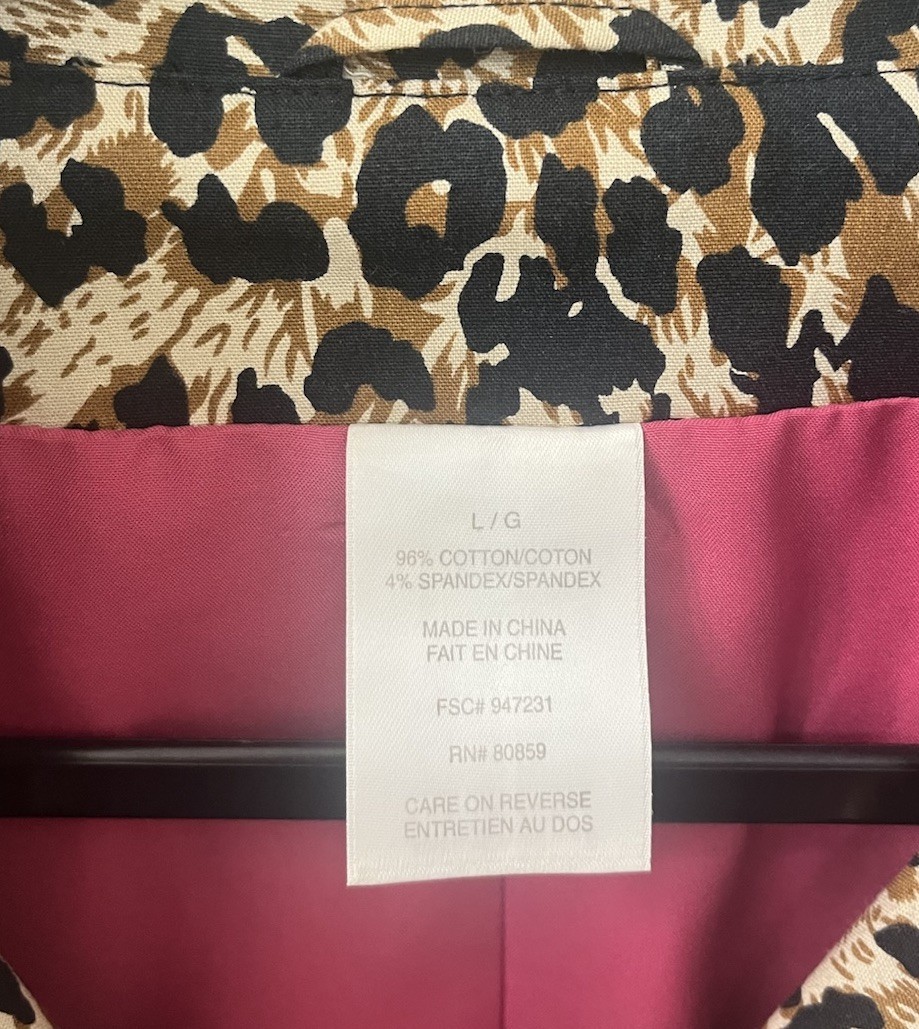 L / G
96% COTTON/COTON
4% SPANDEX/SPANDEX
MADE IN CHINA
FAIT EN CHINE
FSC# 947231
RN# 80859
CARE ON REVERSE
ENTRETIEN AU DOS